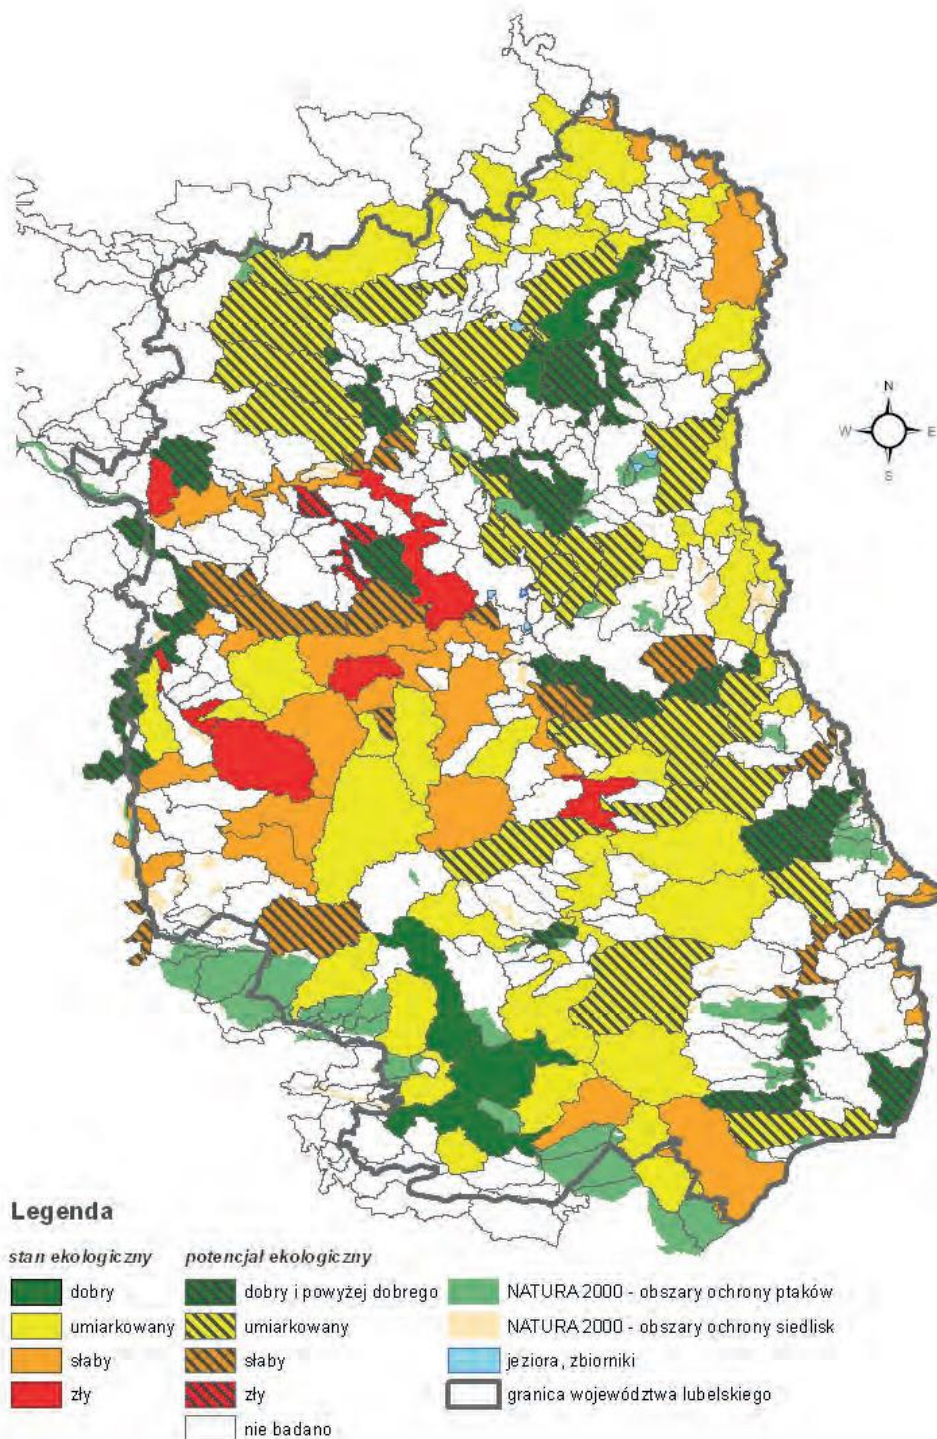 N
W E
S
Legenda
stan ekologiczny
dobry
umiarkowany
słaby
zły
potencjał ekologiczny
dobry i powyżej dobrego
umiarkowany
słaby
zły
nie badano
NATURA 2000 - obszary ochrony ptaków
NATURA 2000 - obszary ochrony siedlisk
jeziora, zbiorniki
granica województwa lubelskiego